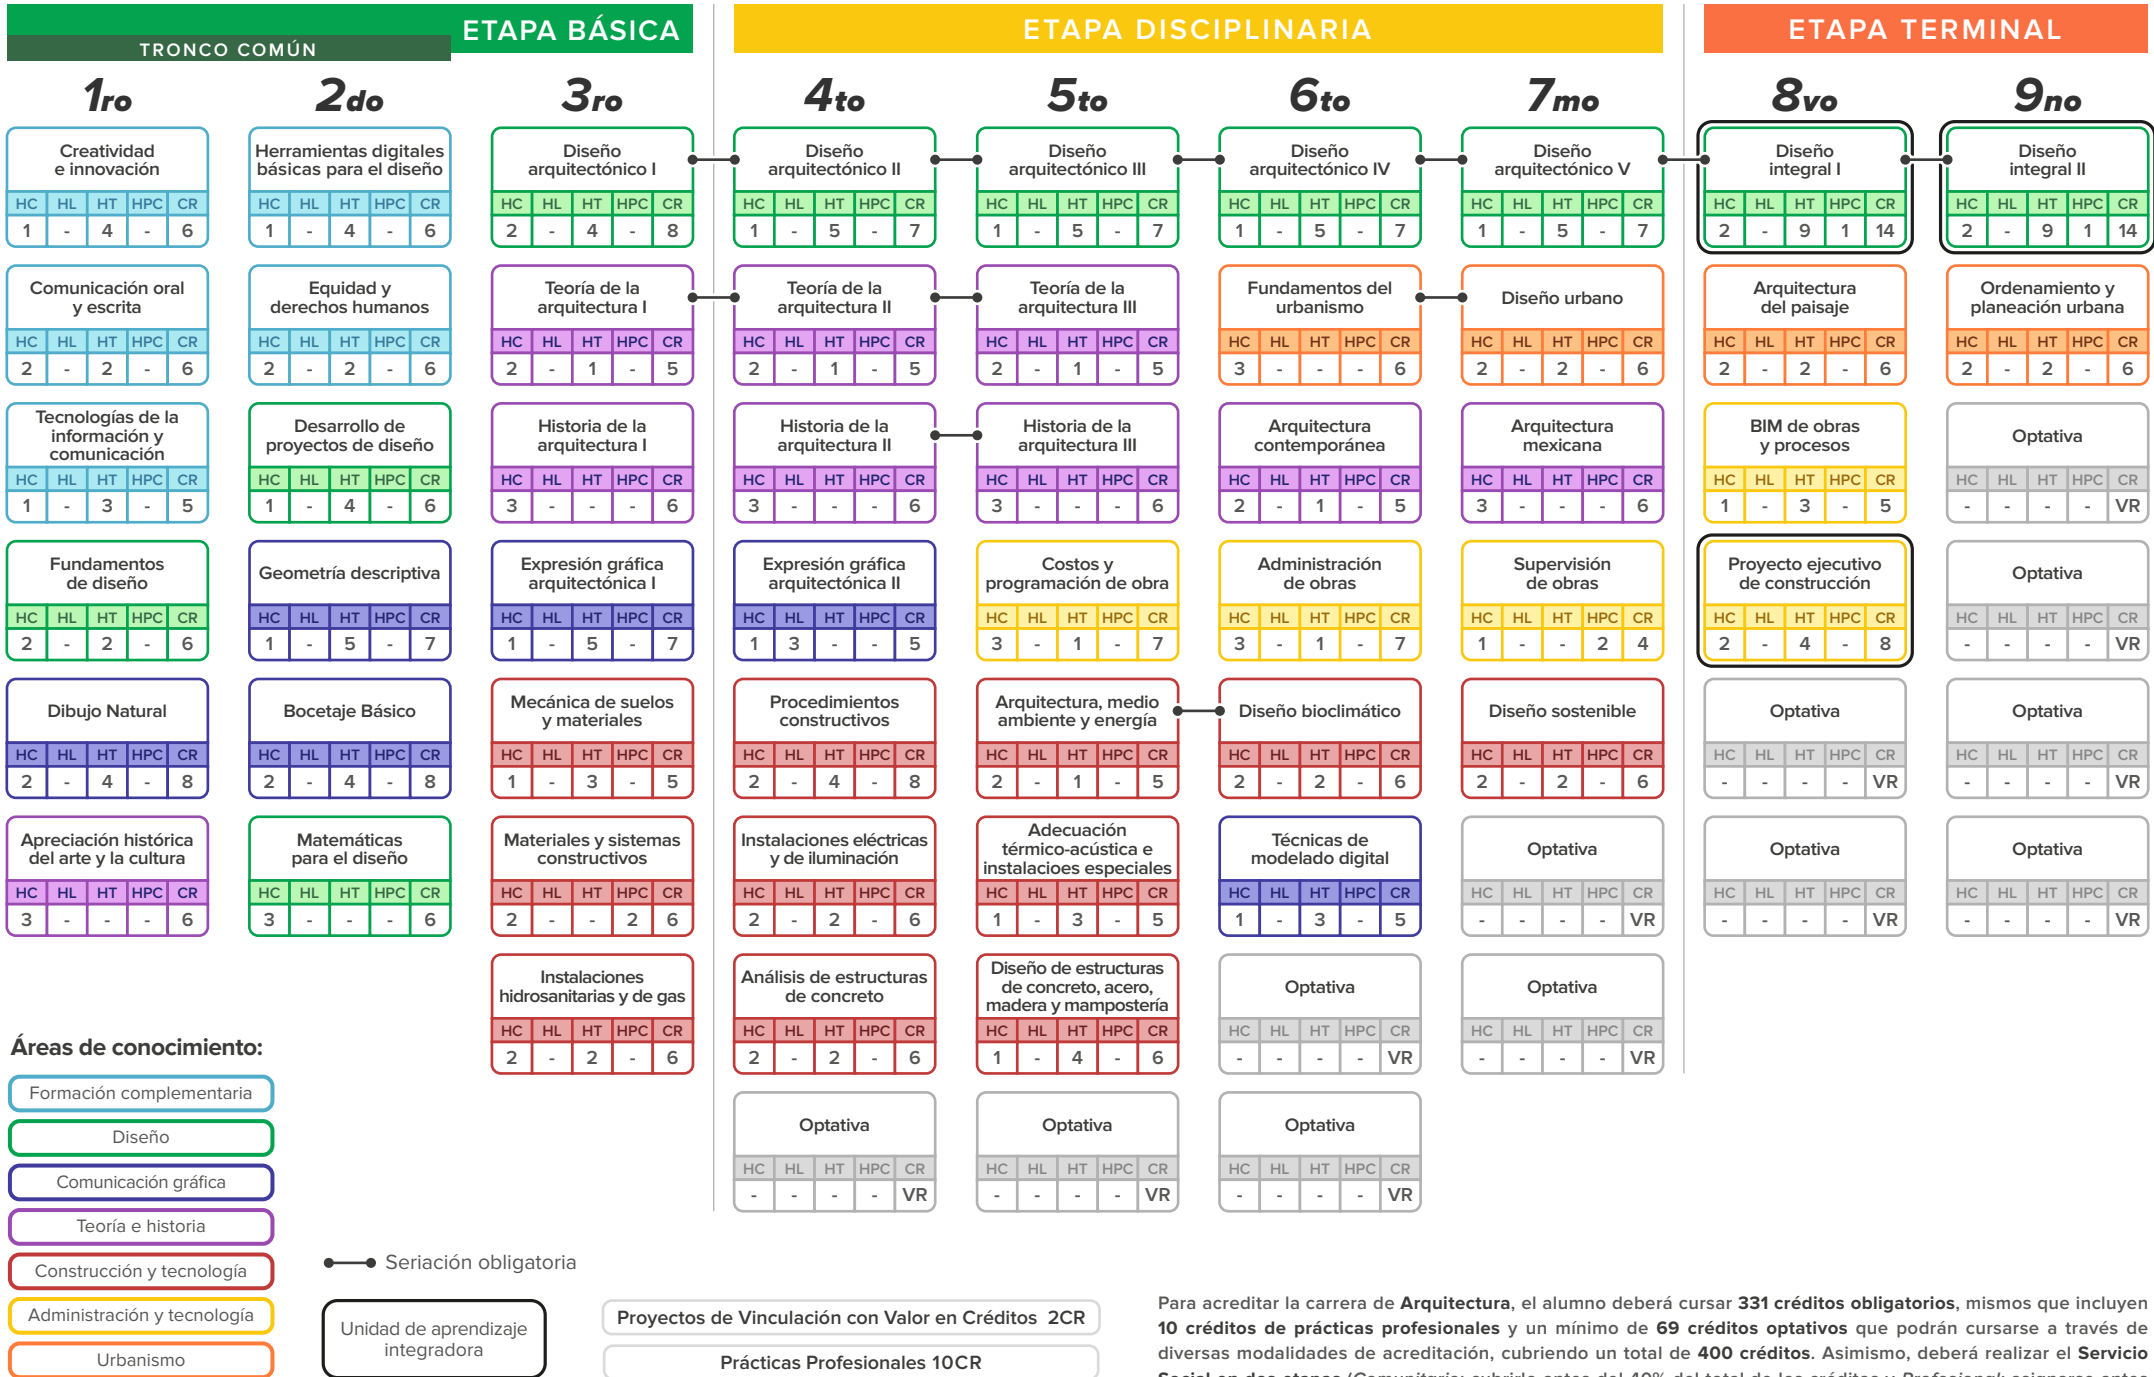 ETAPA BÁSICA
TRONCO COMÚN
ETAPA DISCIPLINARIA
ETAPA TERMINAL
1ro
2do
3ro
4to
5to
6to
7mo
8vo
9no
Creatividad
e innovación
HC HL HT HPC CR
1 - 4 - 6
Herramientas digitales
básicas para el diseño
HC HL HT HPC CR
1 - 4 - 6
Diseño
arquitectónico I
HC HL HT HPC CR
2 - 4 - 8
Diseño
arquitectónico II
HC HL HT HPC CR
1 - 5 - 7
Diseño
arquitectónico III
HC HL HT HPC CR
1 - 5 - 7
Diseño
arquitectónico IV
HC HL HT HPC CR
1 - 5 - 7
Diseño
arquitectónico V
HC HL HT HPC CR
1 - 5 - 7
Diseño
integral I
HC HL HT HPC CR
2 - 9 1 14
Diseño
integral II
HC HL HT HPC CR
2 - 9 1 14
Comunicación oral
y escrita
HC HL HT HPC CR
2 - 2 - 6
Equidad y
derechos humanos
HC HL HT HPC CR
2 - 2 - 6
Teoría de la
arquitectura I
HC HL HT HPC CR
2 - 1 - 5
Teoría de la
arquitectura II
HC HL HT HPC CR
2 - 1 - 5
Teoría de la
arquitectura III
HC HL HT HPC CR
2 - 1 - 5
Fundamentos del
urbanismo
HC HL HT HPC CR
3 - - - 6
Diseño urbano
HC HL HT HPC CR
2 - 2 - 6
Arquitectura
del paisaje
HC HL HT HPC CR
2 - 2 - 6
Ordenamiento y
planeación urbana
HC HL HT HPC CR
2 - 2 - 6
Tecnologías de la
información y
comunicación
HC HL HT HPC CR
1 - 3 - 5
Desarrollo de
proyectos de diseño
HC HL HT HPC CR
1 - 4 - 6
Historia de la
arquitectura I
HC HL HT HPC CR
3 - - - 6
Historia de la
arquitectura II
HC HL HT HPC CR
3 - - - 6
Historia de la
arquitectura III
HC HL HT HPC CR
3 - - - 6
Arquitectura
contemporánea
HC HL HT HPC CR
2 - 1 - 5
Arquitectura
mexicana
HC HL HT HPC CR
3 - - - 6
BIM de obras
y procesos
HC HL HT HPC CR
1 - 3 - 5
Optativa
HC HL HT HPC CR
- - - - VR
Fundamentos
de diseño
HC HL HT HPC CR
2 - 2 - 6
Geometría descriptiva
HC HL HT HPC CR
1 - 5 - 7
Expresión gráfica
arquitectónica I
HC HL HT HPC CR
1 - 5 - 7
Expresión gráfica
arquitectónica II
HC HL HT HPC CR
1 3 - - 5
Costos y
programación de obra
HC HL HT HPC CR
3 - 1 - 7
Administración
de obras
HC HL HT HPC CR
3 - 1 - 7
Supervisión
de obras
HC HL HT HPC CR
1 - - 2 4
Proyecto ejecutivo
de construcción
HC HL HT HPC CR
2 - 4 - 8
Optativa
HC HL HT HPC CR
- - - - VR
Dibujo Natural
HC HL HT HPC CR
2 - 4 - 8
Bocetaje Básico
HC HL HT HPC CR
2 - 4 - 8
Mecánica de suelos
y materiales
HC HL HT HPC CR
1 - 3 - 5
Procedimientos
constructivos
HC HL HT HPC CR
2 - 4 - 8
Arquitectura, medio
ambiente y energía
HC HL HT HPC CR
2 - 1 - 5
Diseño bioclimático
HC HL HT HPC CR
2 - 2 - 6
Diseño sostenible
HC HL HT HPC CR
2 - 2 - 6
Optativa
HC HL HT HPC CR
- - - - VR
Optativa
HC HL HT HPC CR
- - - - VR
Apreciación histórica
del arte y la cultura
HC HL HT HPC CR
3 - - - 6
Matemáticas
para el diseño
HC HL HT HPC CR
3 - - - 6
Materiales y sistemas
constructivos
HC HL HT HPC CR
2 - - 2 6
Instalaciones eléctricas
y de iluminación
HC HL HT HPC CR
2 - 2 - 6
Adecuación
térmico-acústica e
instalacioes especiales
HC HL HT HPC CR
1 - 3 - 5
Técnicas de
modelado digital
HC HL HT HPC CR
1 - 3 - 5
Optativa
HC HL HT HPC CR
- - - - VR
Optativa
HC HL HT HPC CR
- - - - VR
Optativa
HC HL HT HPC CR
- - - - VR
Instalaciones
hidrosanitarias y de gas
HC HL HT HPC CR
2 - 2 - 6
Análisis de estructuras
de concreto
HC HL HT HPC CR
2 - 2 - 6
Diseño de estructuras
de concreto, acero,
madera y mampostería
HC HL HT HPC CR
1 - 4 - 6
Optativa
HC HL HT HPC CR
- - - - VR
Optativa
HC HL HT HPC CR
- - - - VR
Optativa
HC HL HT HPC CR
- - - - VR
Optativa
HC HL HT HPC CR
- - - - VR
Optativa
HC HL HT HPC CR
- - - - VR
Áreas de conocimiento:
Formación complementaria
Diseño
Comunicación gráfica
Teoría e historia
Construcción y tecnología
Administración y tecnología
Urbanismo
Seriación obligatoria
Unidad de aprendizaje
integradora
Proyectos de Vinculación con Valor en Créditos 2CR
Prácticas Profesionales 10CR
Para acreditar la carrera de Arquitectura, el alumno deberá cursar 331 créditos obligatorios, mismos que incluyen
10 créditos de prácticas profesionales y un mínimo de 69 créditos optativos que podrán cursarse a través de
diversas modalidades de acreditación, cubriendo un total de 400 créditos. Asimismo, deberá realizar el Servicio
Social en dos etapas (Comunitario: cubrirlo antes del 40% del total de los créditos y Profesional: asignarse antes